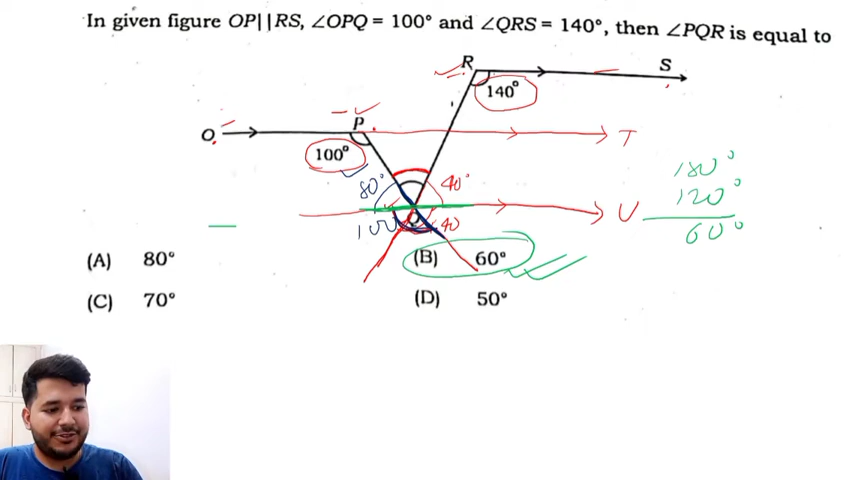 In given figure OP||RS, ∠OPQ = 100° and ∠QRS = 140°, then ∠PQR is equal to
R S
140°
O P T
100°
180°
80° 40° 120°
U 60°
100 40
(A) 80° (B) 60°
(C) 70° (D) 50°